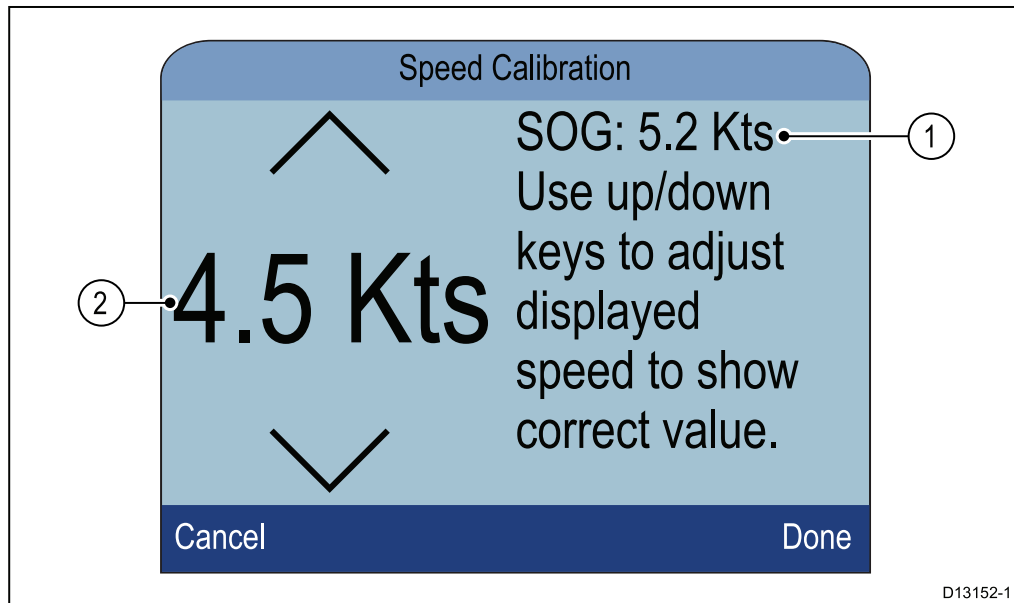 Speed Calibration
SOG: 5.2 Kts
1
Use up/down
keys to adjust
displayed
speed to show
correct value.
2
4.5 Kts
Cancel
Done
D13152-1